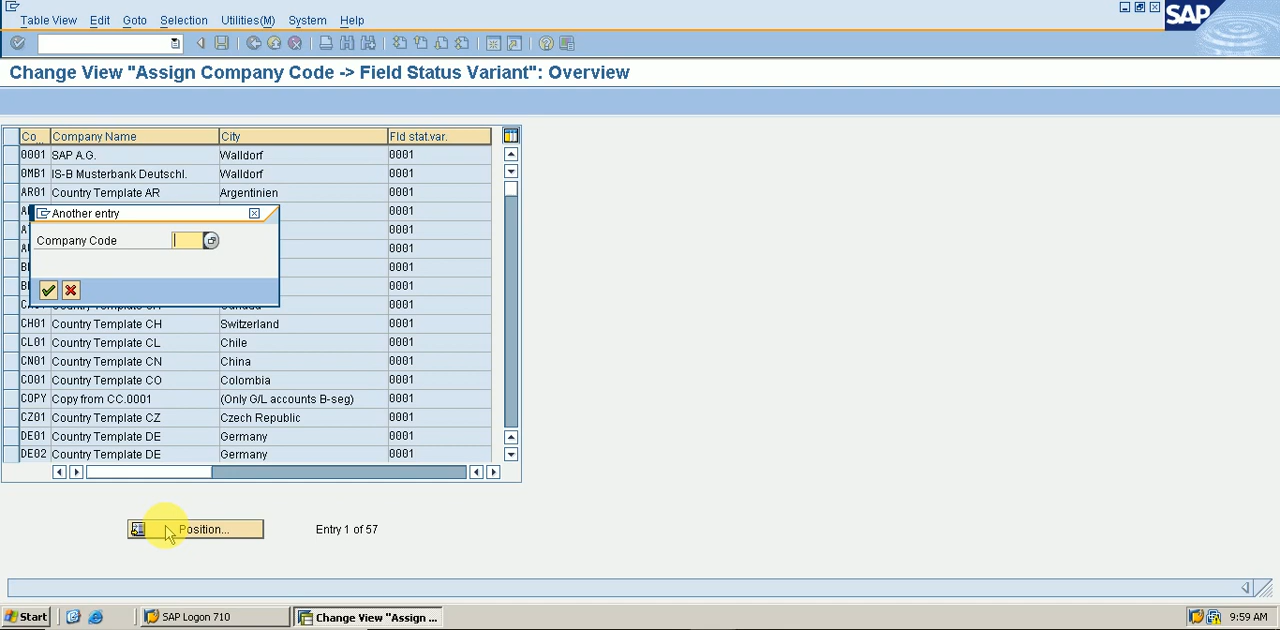 Table View Edit Goto Selection Utilities(M) System Help
SAP
Change View "Assign Company Code -> Field Status Variant": Overview
Co.. Company Name City Fld stat.var.
0001 SAP A.G. Walldorf 0001
0MB1 IS-B Musterbank Deutschl. Walldorf 0001
AR01 Country Template AR Argentinien 0001
0001
0001
0001
0001
0001
0001
Another entry
Company Code
CH01 Country Template CH Switzerland 0001
CL01 Country Template CL Chile 0001
CN01 Country Template CN China 0001
CO01 Country Template CO Colombia 0001
COPY Copy from CC.0001 (Only G/L accounts B-seg) 0001
CZ01 Country Template CZ Czech Republic 0001
DE01 Country Template DE Germany 0001
DE02 Country Template DE Germany 0001
Position... Entry 1 of 57
Start SAP Logon 710 Change View "Assign ... 9:59 AM